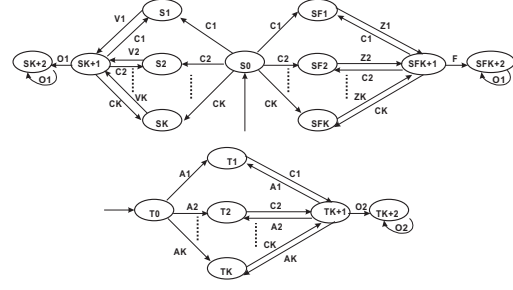 V1 S1 C1 C1 SF1 Z1
C1 C1
SK+2 O1 SK+1 V2 S2 C2 S0 C2 SF2 Z2 SFK+1 F SFK+2
O1 C2 C2 O1
CK VK CK CK ZK CK
SK SFK
T1
A1 C1
A1
T0 A2 T2 C2 TK+1 O2 TK+2
A2 O2
AK CK
TK AK